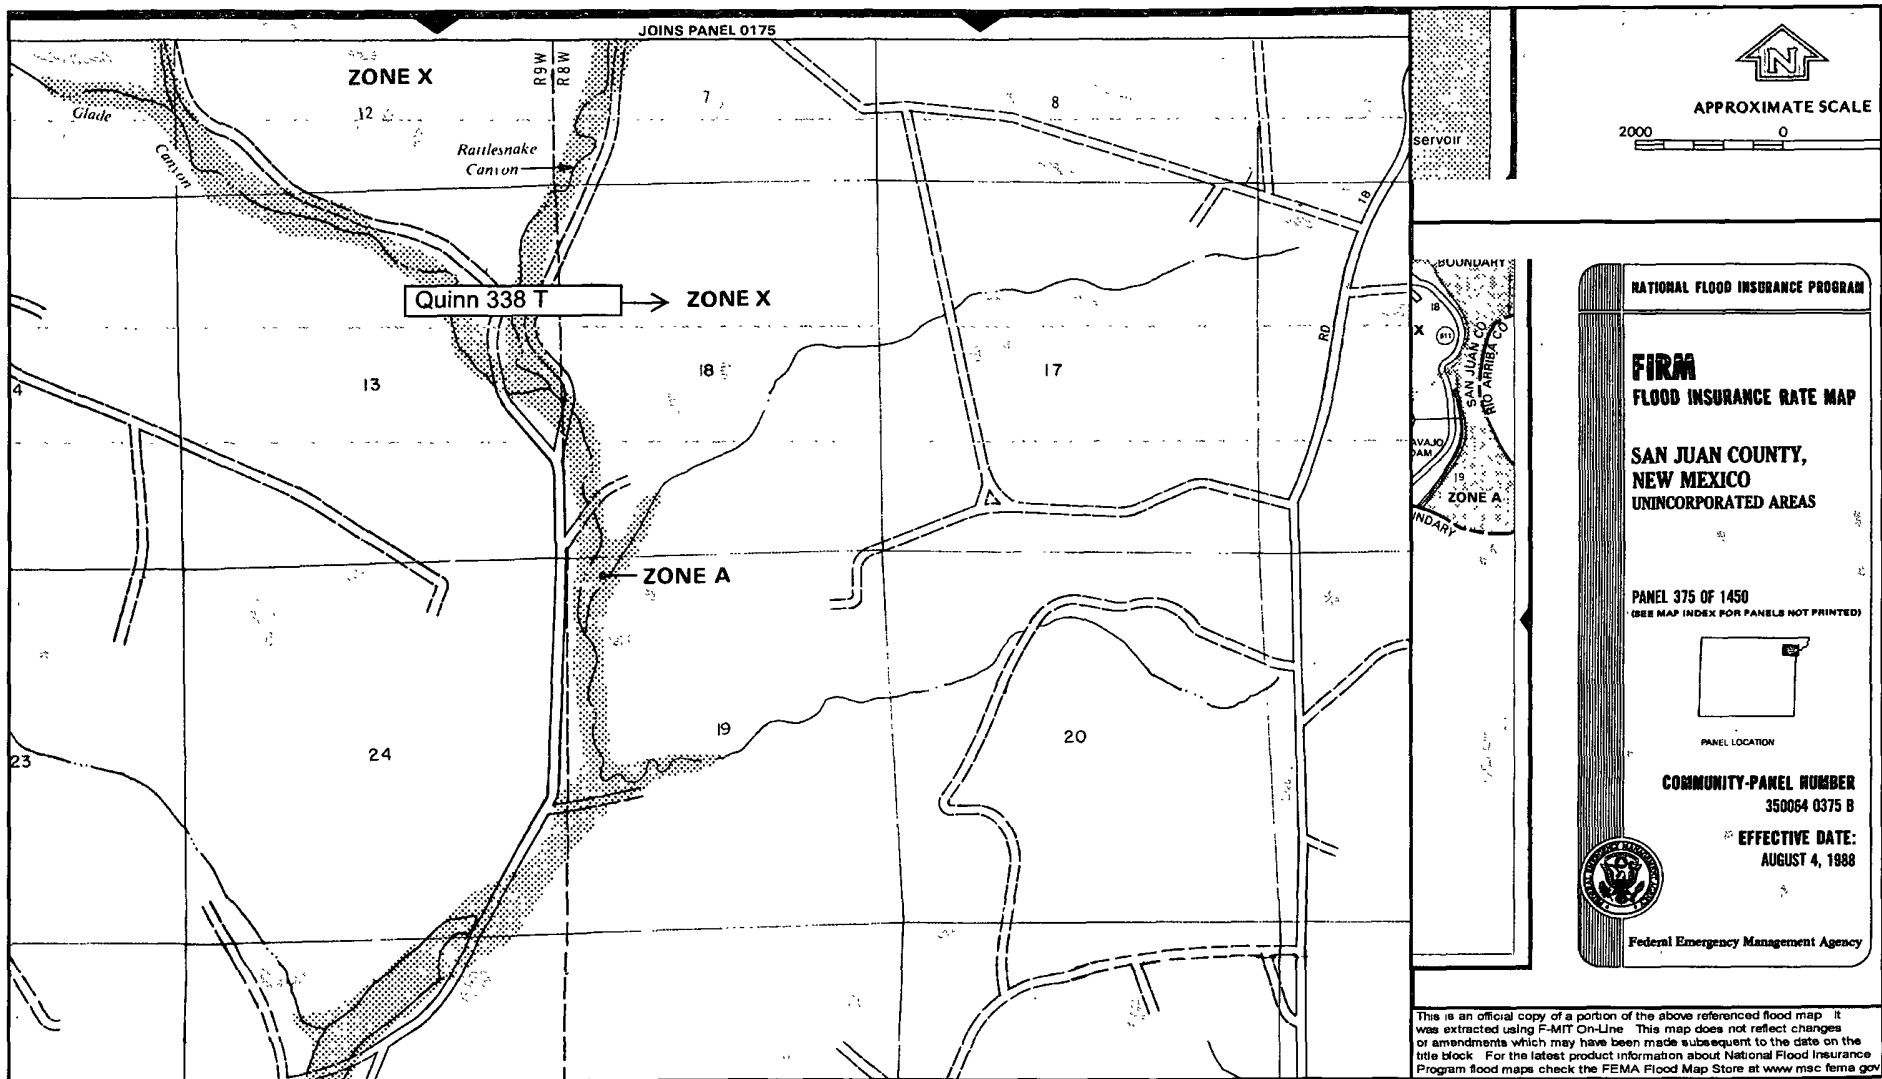 JOINS PANEL 0175
ZONE X
R9W
R8W
12
7
8
Glade
Canyon
Rattlesnake
Canyon
18
Quinn 338 T
ZONE X
RD
4
13
18
17
ZONE A
23
24
19
20
servoir
BOUNDARY
18
X
511
SAN JUAN CO
RIO ARRIBA CO
AVAJO
DAM
19
ZONE A
UNDARY
N
APPROXIMATE SCALE
2000 0
NATIONAL FLOOD INSURANCE PROGRAM
FIRM
FLOOD INSURANCE RATE MAP
SAN JUAN COUNTY,
NEW MEXICO
UNINCORPORATED AREAS
PANEL 375 OF 1450
(SEE MAP INDEX FOR PANELS NOT PRINTED)
PANEL LOCATION
COMMUNITY-PANEL NUMBER
350064 0375 B
EFFECTIVE DATE:
AUGUST 4, 1988
FEDERAL EMERGENCY MANAGEMENT AGENCY
Federal Emergency Management Agency
This is an official copy of a portion of the above referenced flood map It
was extracted using F-MIT On-Line This map does not reflect changes
or amendments which may have been made subsequent to the date on the
title block For the latest product information about National Flood Insurance
Program flood maps check the FEMA Flood Map Store at www msc fema gov